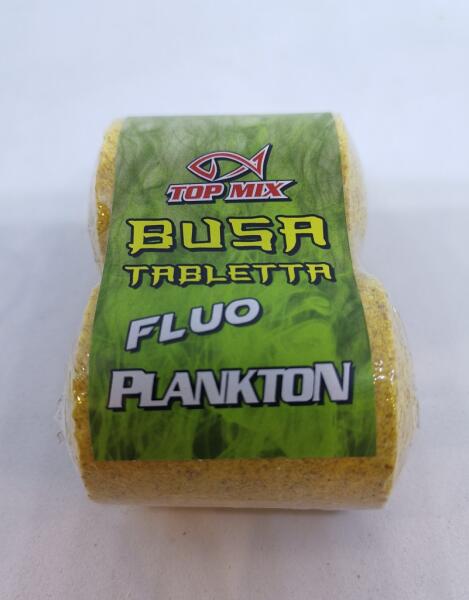 TOP MIX
BUSA
TABLETTA
FLUO
PLANKTON